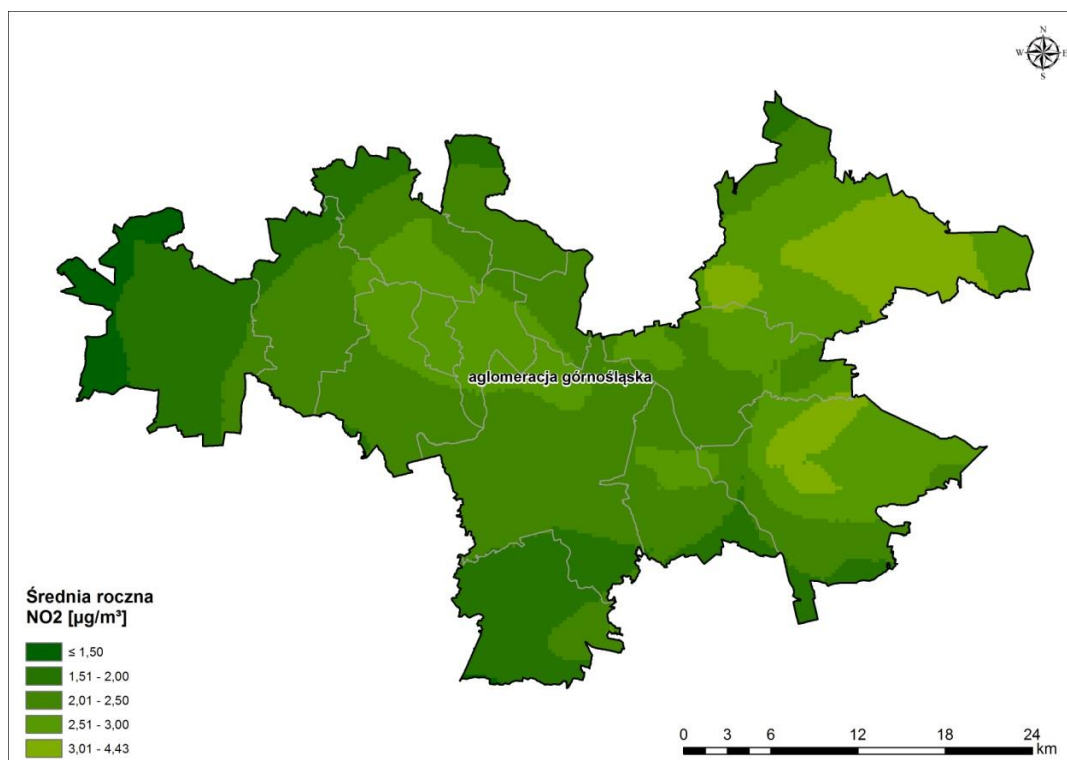 N
W E
S
aglomeracja górnośląska
Średnia roczna
NO2 [µg/m³]
≤ 1,50
1,51 - 2,00
2,01 - 2,50
2,51 - 3,00
3,01 - 4,43
0 3 6 12 18 24
km